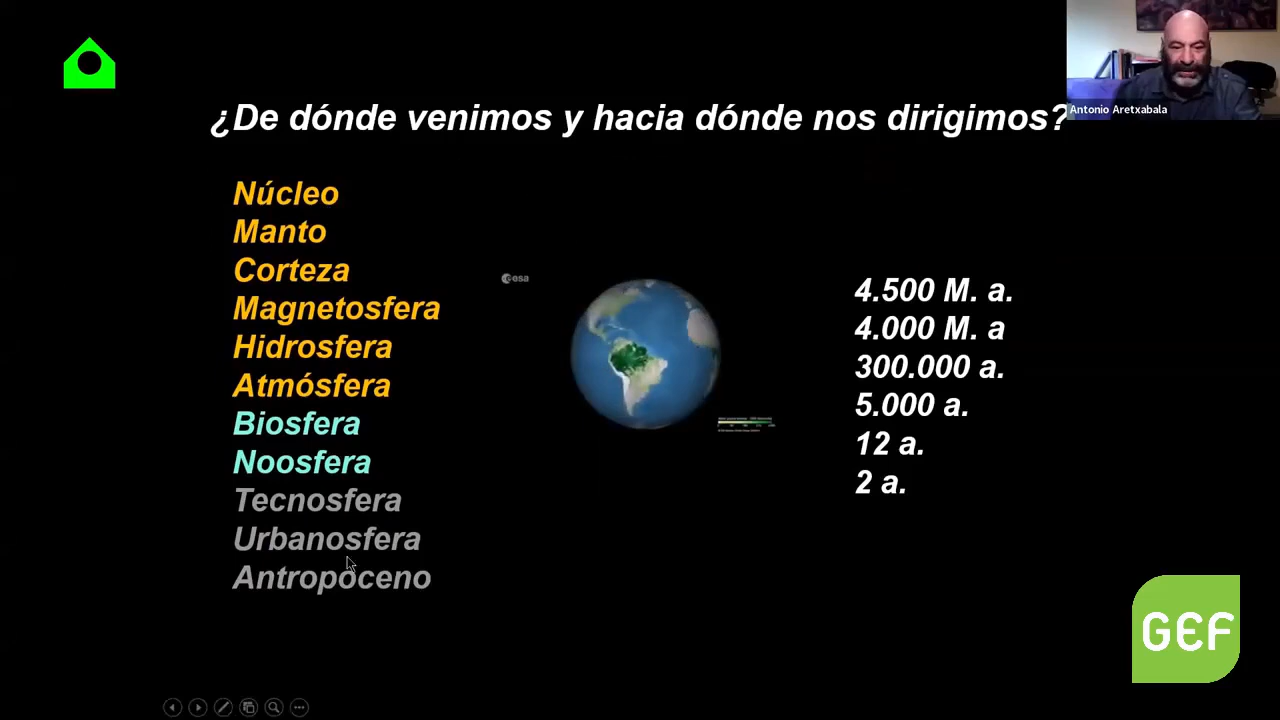 Antonio Aretxabala
¿De dónde venimos y hacia dónde nos dirigimos?
Núcleo
Manto
Corteza
Magnetosfera
Hidrosfera
Atmósfera
Biosfera
Noosfera
Tecnosfera
Urbanosfera
Antropoceno
esa
4.500 M. a.
4.000 M. a
300.000 a.
5.000 a.
12 a.
2 a.
GEF